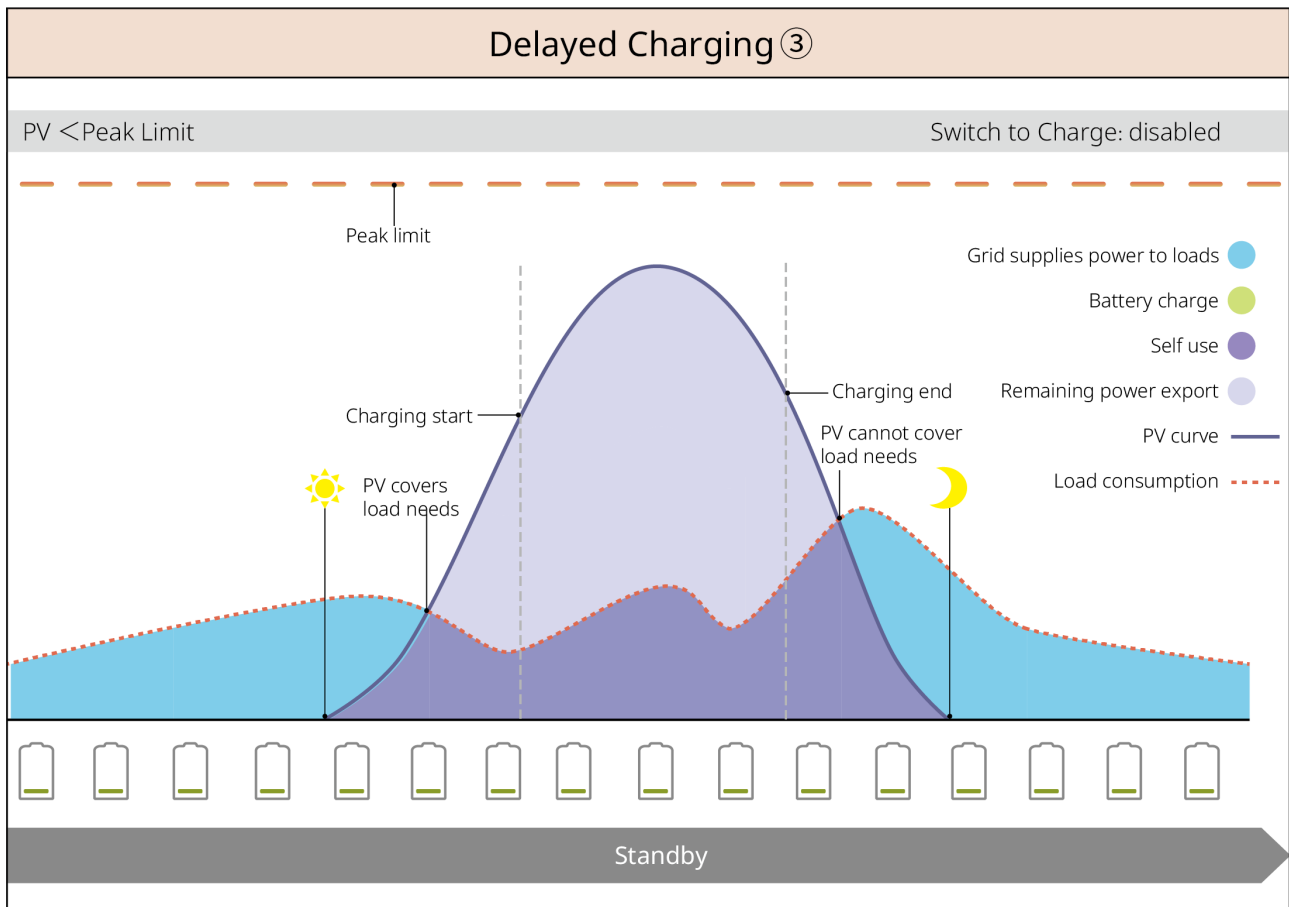 Delayed Charging③
PV <Peak Limit
Switch to Charge: disabled
Peak limit
Grid supplies power to loads
Battery charge
Self use
Remaining power export
PV curve
Load consumption
Charging start
Charging end
PV cannot cover
load needs
PV covers
load needs
Standby